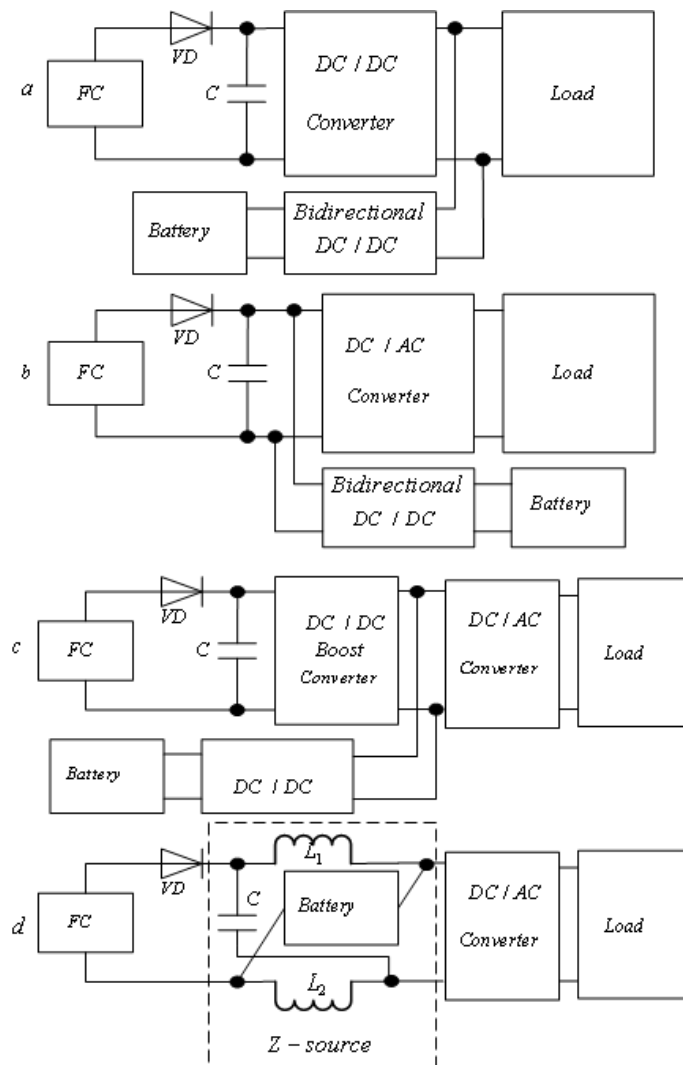 a
FC
VD
C
DC / DC
Converter
Load
Battery
Bidirectional
DC / DC
b
FC
VD
C
DC / AC
Converter
Load
Bidirectional
DC / DC
Battery
c
FC
VD
C
DC / DC
Boost
Converter
DC / AC
Converter
Load
Battery
DC / DC
d
FC
VD
C
L1
Battery
L2
DC / AC
Converter
Load
Z - source